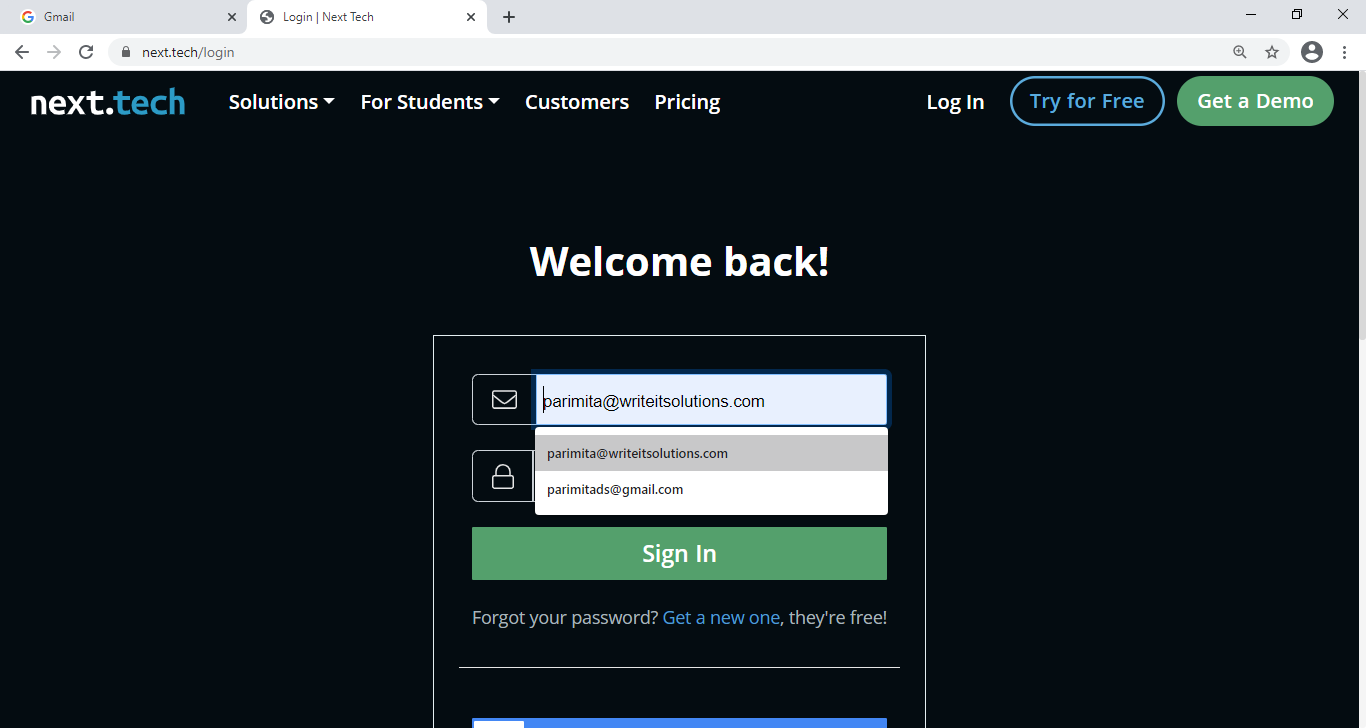 Gmail
Login | Next Tech
next.tech/login
next.tech Solutions For Students Customers Pricing Log In Try for Free Get a Demo
Welcome back!
parimita@writeitsolutions.com
parimita@writeitsolutions.com
parimitads@gmail.com
Sign In
Forgot your password? Get a new one, they're free!